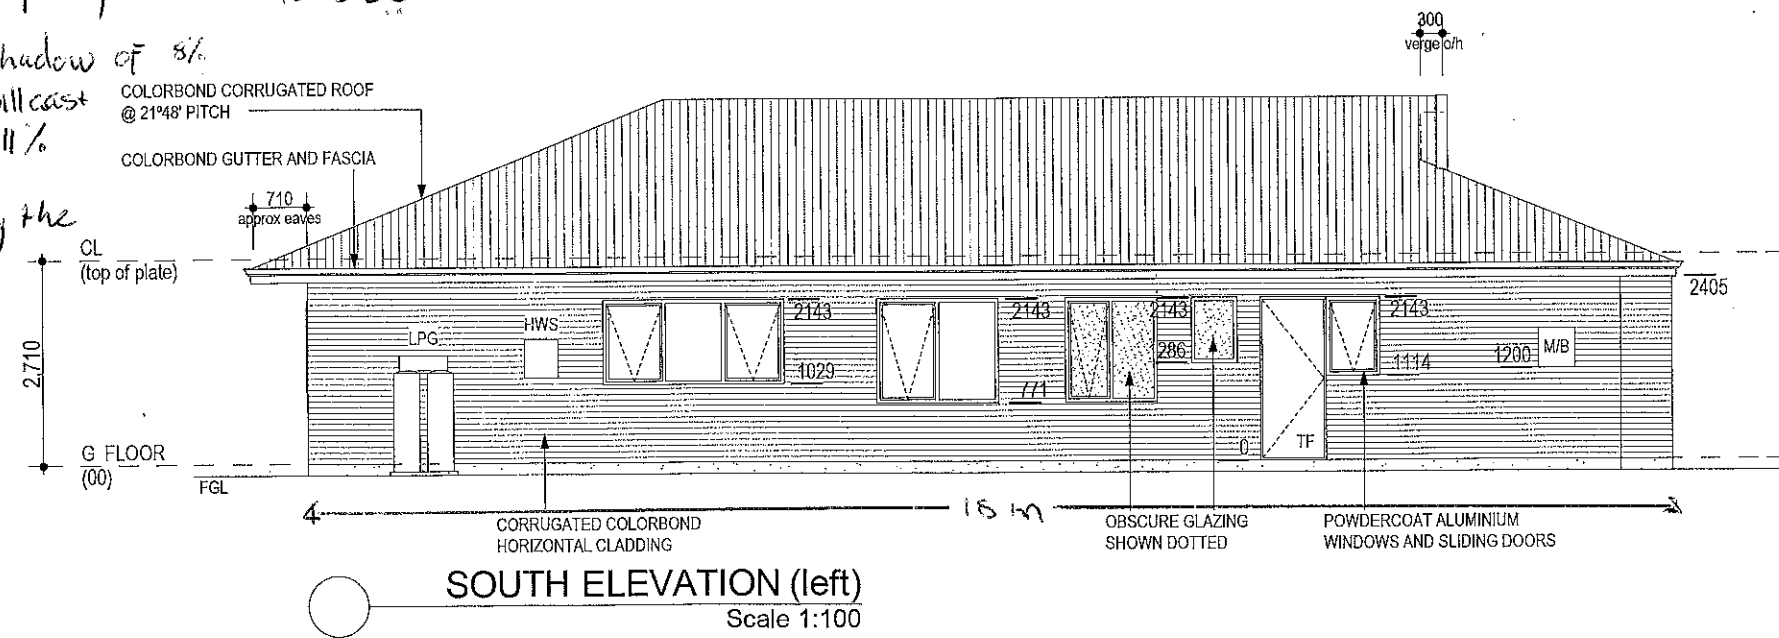 300
verge o/h
hadow of 8%
ill cast
11%
y the
COLORBOND CORRUGATED ROOF
@ 21°48' PITCH
COLORBOND GUTTER AND FASCIA
710
approx eaves
CL
(top of plate)
2405
2143
2143
2143
2143
HWS
LPG
286
1029
1114
1200
M/B
771
2,710
0
TF
G FLOOR
(00)
FGL
15 m
CORRUGATED COLORBOND
HORIZONTAL CLADDING
OBSCURE GLAZING
SHOWN DOTTED
POWDERCOAT ALUMINIUM
WINDOWS AND SLIDING DOORS
SOUTH ELEVATION (left)
Scale 1:100